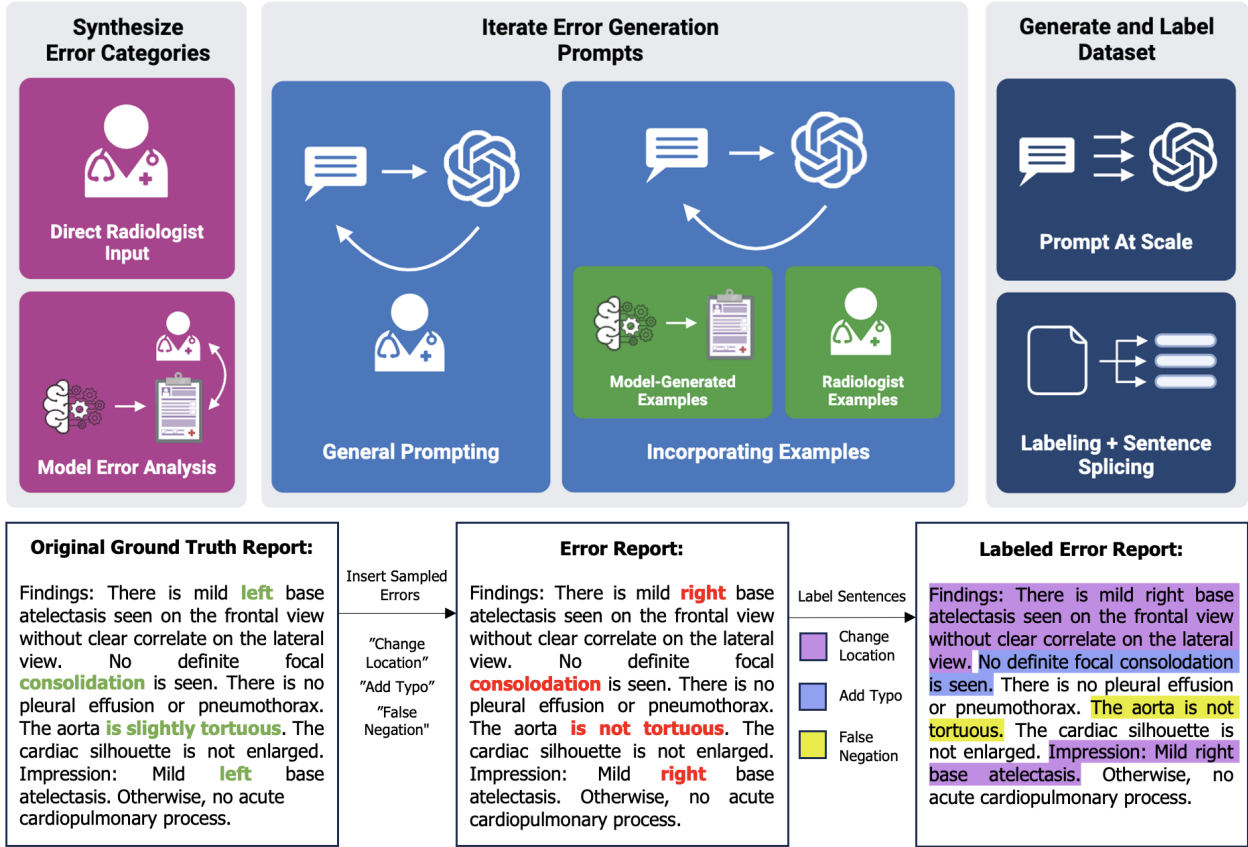 Synthesize
Error Categories
Direct Radiologist
Input
Model Error Analysis
Iterate Error Generation
Prompts
General Prompting
Model-Generated
Examples
Radiologist
Examples
Incorporating Examples
Generate and Label
Dataset
Prompt At Scale
Labeling + Sentence
Splicing
Original Ground Truth Report:
Findings: There is mild left base
atelectasis seen on the frontal view
without clear correlate on the lateral
view. No definite focal
consolidation is seen. There is no
pleural effusion or pneumothorax.
The aorta is slightly tortuous. The
cardiac silhouette is not enlarged.
Impression: Mild left base
atelectasis. Otherwise, no acute
cardiopulmonary process.
Insert Sampled
Errors
"Change
Location"
"Add Typo"
"False
Negation"
Error Report:
Findings: There is mild right base
atelectasis seen on the frontal view
without clear correlate on the lateral
view. No definite focal
consolodation is seen. There is no
pleural effusion or pneumothorax.
The aorta is not tortuous. The
cardiac silhouette is not enlarged.
Impression: Mild right base
atelectasis. Otherwise, no acute
cardiopulmonary process.
Label Sentences
Change
Location
Add Typo
False
Negation
Labeled Error Report:
Findings: There is mild right base
atelectasis seen on the frontal view
without clear correlate on the lateral
view. No definite focal consolodation
is seen. There is no pleural effusion
or pneumothorax. The aorta is not
tortuous. The cardiac silhouette is
not enlarged. Impression: Mild right
base atelectasis. Otherwise, no
acute cardiopulmonary process.